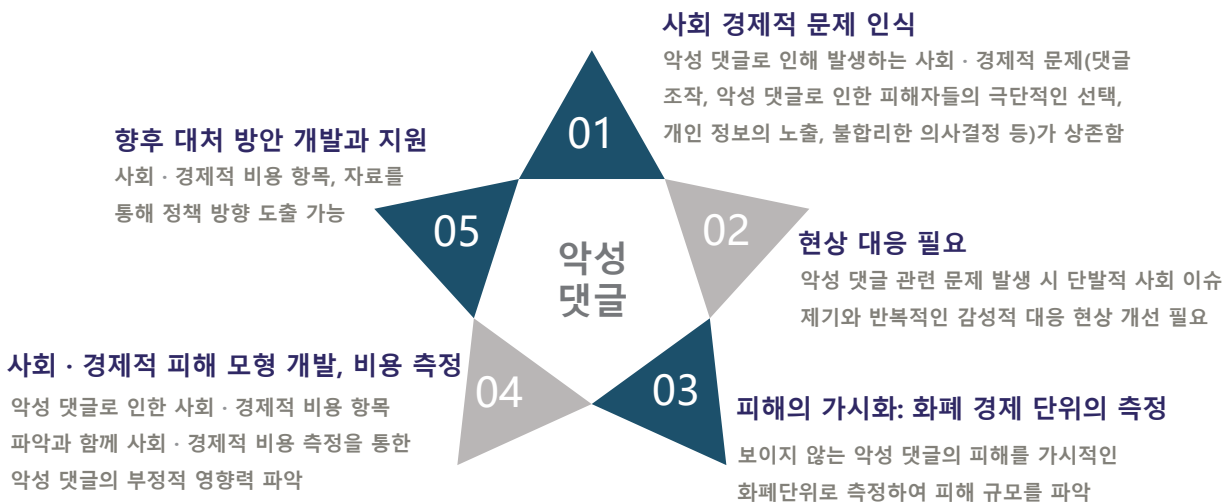 사회 경제적 문제 인식
악성 댓글로 인해 발생하는 사회 · 경제적 문제(댓글
조작, 악성 댓글로 인한 피해자들의 극단적인 선택,
개인 정보의 노출, 불합리한 의사결정 등)가 상존함
01
향후 대처 방안 개발과 지원
사회 · 경제적 비용 항목, 자료를
통해 정책 방향 도출 가능
05
02
악성
댓글
현상 대응 필요
악성 댓글 관련 문제 발생 시 단발적 사회 이슈
제기와 반복적인 감성적 대응 현상 개선 필요
사회 · 경제적 피해 모형 개발, 비용 측정
악성 댓글로 인한 사회 · 경제적 비용 항목
파악과 함께 사회 · 경제적 비용 측정을 통한
악성 댓글의 부정적 영향력 파악
04
03
피해의 가시화: 화폐 경제 단위의 측정
보이지 않는 악성 댓글의 피해를 가시적인
화폐단위로 측정하여 피해 규모를 파악